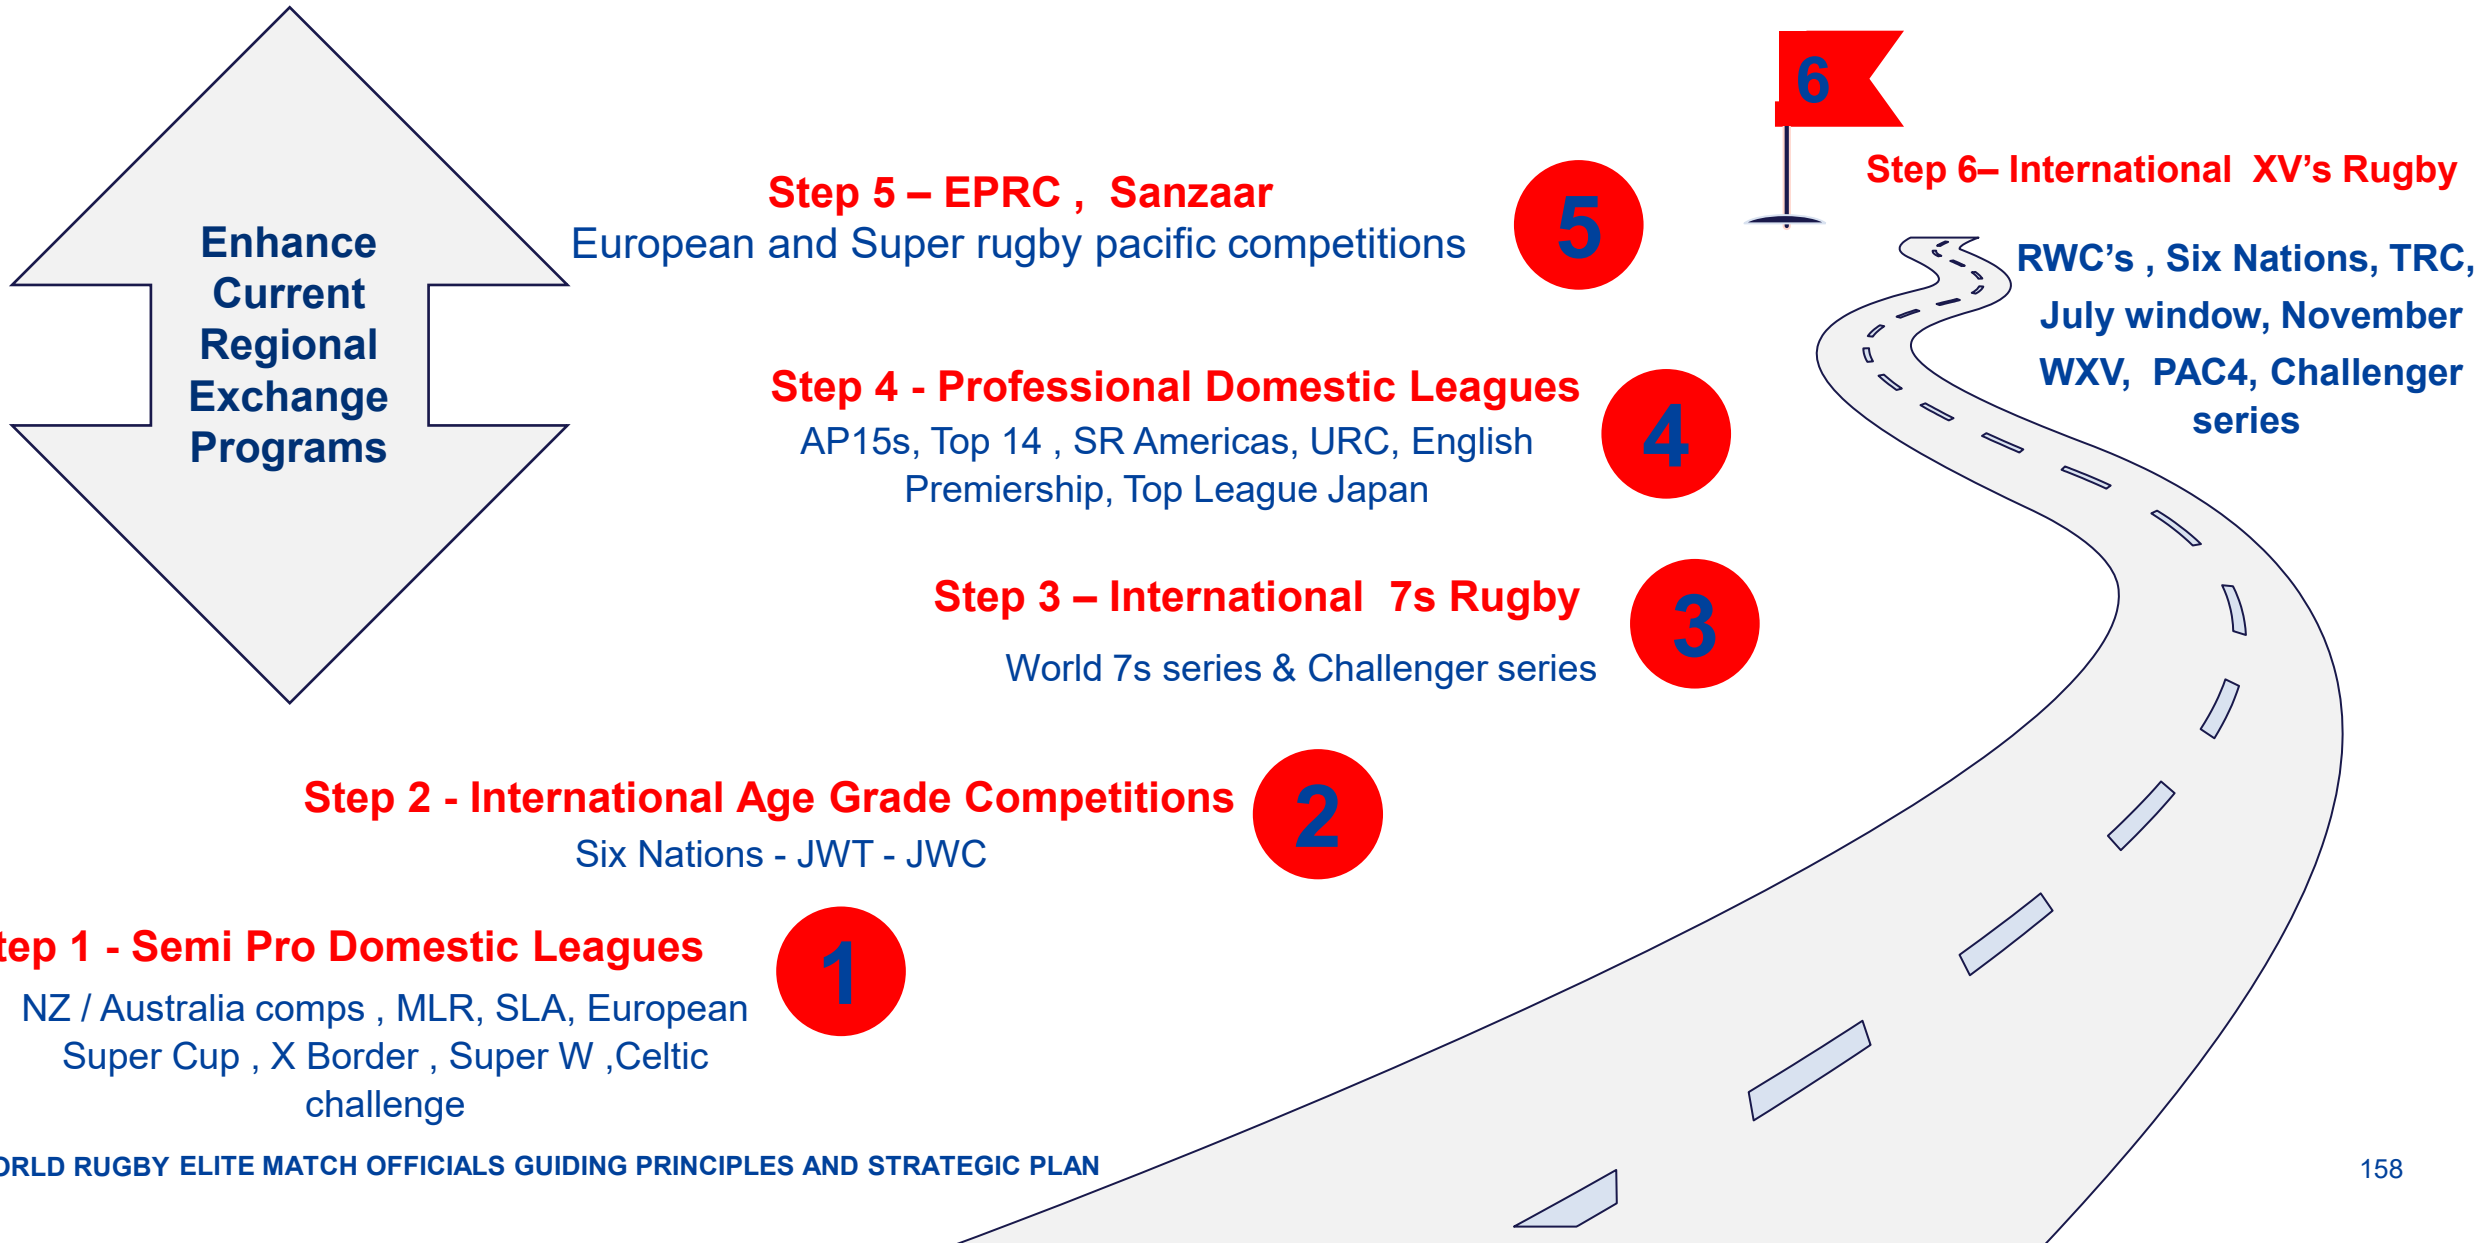 6
Step 6– International XV’s Rugby
RWC’s , Six Nations, TRC,
July window, November
WXV, PAC4, Challenger
series
Enhance
Current
Regional
Exchange
Programs
Step 5 – EPRC , Sanzaar
European and Super rugby pacific competitions
5
Step 4 - Professional Domestic Leagues
AP15s, Top 14 , SR Americas, URC, English
Premiership, Top League Japan
4
Step 3 – International 7s Rugby
World 7s series & Challenger series
3
Step 2 - International Age Grade Competitions
Six Nations - JWT - JWC
2
tep 1 - Semi Pro Domestic Leagues
NZ / Australia comps , MLR, SLA, European
Super Cup , X Border , Super W ,Celtic
challenge
1
ORLD RUGBY ELITE MATCH OFFICIALS GUIDING PRINCIPLES AND STRATEGIC PLAN
158